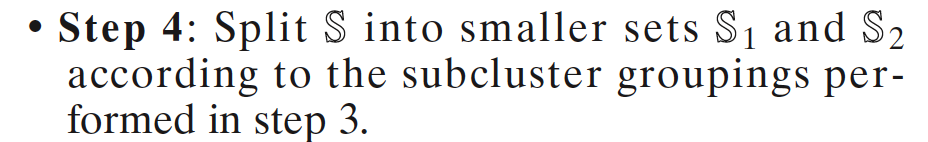 • Step 4: Split 𝕊 into smaller sets 𝕊₁ and 𝕊₂
according to the subcluster groupings per-
formed in step 3.